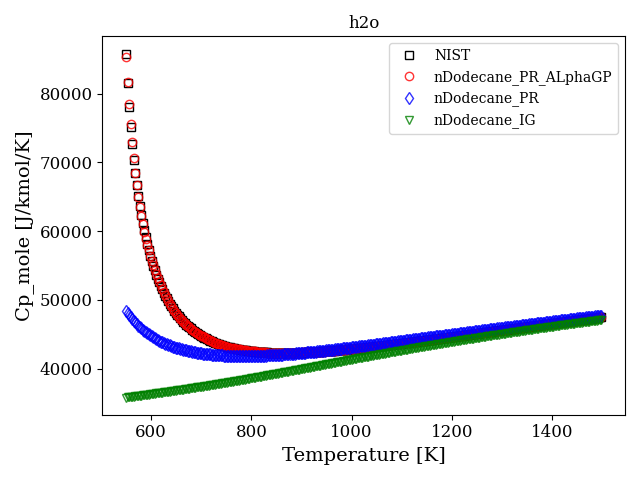 h2o
NIST
nDodecane_PR_ALphaGP
nDodecane_PR
nDodecane_IG
Cp_mole [J/kmol/K]
80000
70000
60000
50000
40000
600
800
1000
1200
1400
Temperature [K]